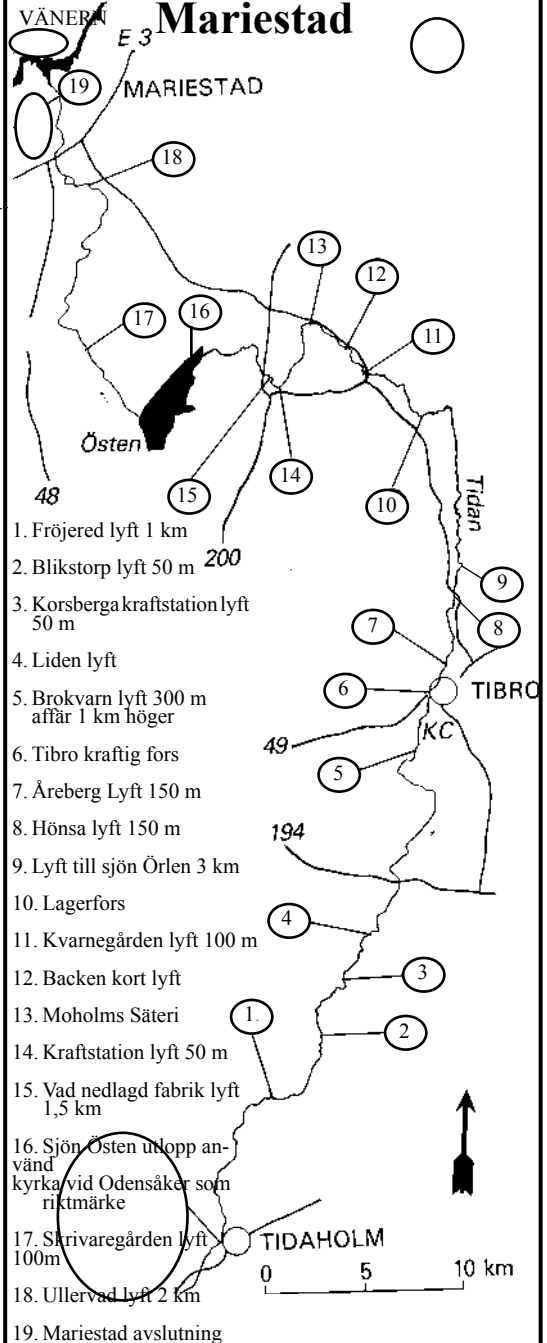 Mariestad
VÄNERN
E 3
19
MARIESTAD
18
13
12
16
17
11
Östen
14
15
10
Tidan
48
200
9
8
7
6
TIBRO
KC
49
5
194
4
3
1.
2
1. Fröjered lyft 1 km
2. Blikstorp lyft 50 m
3. Korsberga kraftstation lyft
50 m
4. Liden lyft
5. Brokvarn lyft 300 m
affär 1 km höger
6. Tibro kraftig fors
7. Åreberg Lyft 150 m
8. Hönsa lyft 150 m
9. Lyft till sjön Örlen 3 km
10. Lagerfors
11. Kvarnegården lyft 100 m
12. Backen kort lyft
13. Moholms Säteri
14. Kraftstation lyft 50 m
15. Vad nedlagd fabrik lyft
1,5 km
16. Sjön Östen utlopp an-
vänd
kyrka vid Odensåker som
riktmärke
17. Skrivaregården lyft
100m
18. Ullervad lyft 2 km
19. Mariestad avslutning
TIDAHOLM
0 5 10 km